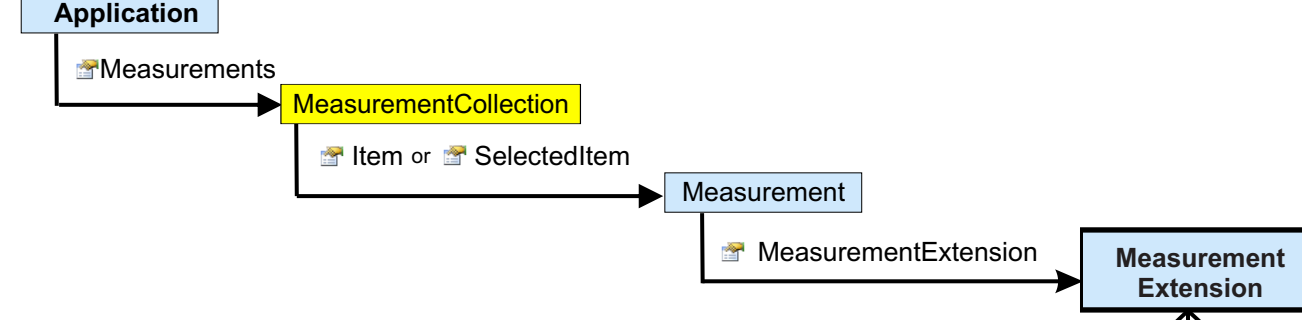 Application
Measurements
MeasurementCollection
Item or SelectedItem
Measurement
MeasurementExtension
Measurement
Extension